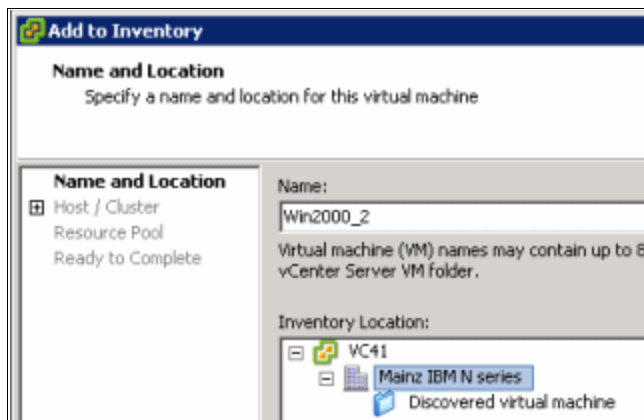 Add to Inventory
Name and Location
Specify a name and location for this virtual machine
Name and Location
Host / Cluster
Resource Pool
Ready to Complete
Name:
Win2000_2
Virtual machine (VM) names may contain up to 8
vCenter Server VM folder.
Inventory Location:
VC41
Mainz IBM N series
Discovered virtual machine